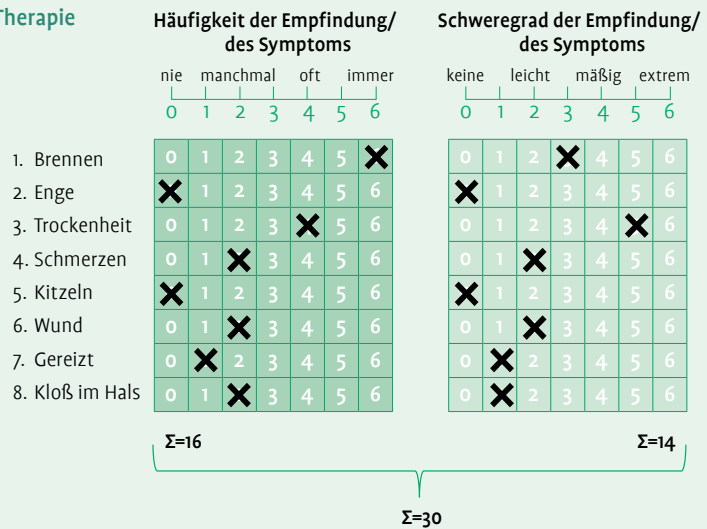 Therapie
Häufigkeit der Empfindung/
des Symptoms
Schweregrad der Empfindung/
des Symptoms
nie manchmal oft immer
keine leicht mäßig extrem
0 1 2 3 4 5 6
0 1 2 3 4 5 6
1. Brennen 0 1 2 3 4 5 ✕ 0 1 2 ✕ 4 5 6
2. Enge ✕ 1 2 3 4 5 6 ✕ 1 2 3 4 5 6
3. Trockenheit 0 1 2 3 ✕ 5 6 0 1 2 3 4 ✕ 6
4. Schmerzen 0 1 ✕ 3 4 5 6 0 1 ✕ 3 4 5 6
5. Kitzeln ✕ 1 2 3 4 5 6 ✕ 1 2 3 4 5 6
6. Wund 0 1 ✕ 3 4 5 6 0 1 ✕ 3 4 5 6
7. Gereizt 0 ✕ 2 3 4 5 6 0 ✕ 2 3 4 5 6
8. Kloß im Hals 0 1 ✕ 3 4 5 6 0 ✕ 2 3 4 5 6
Σ=16
Σ=14
Σ=30